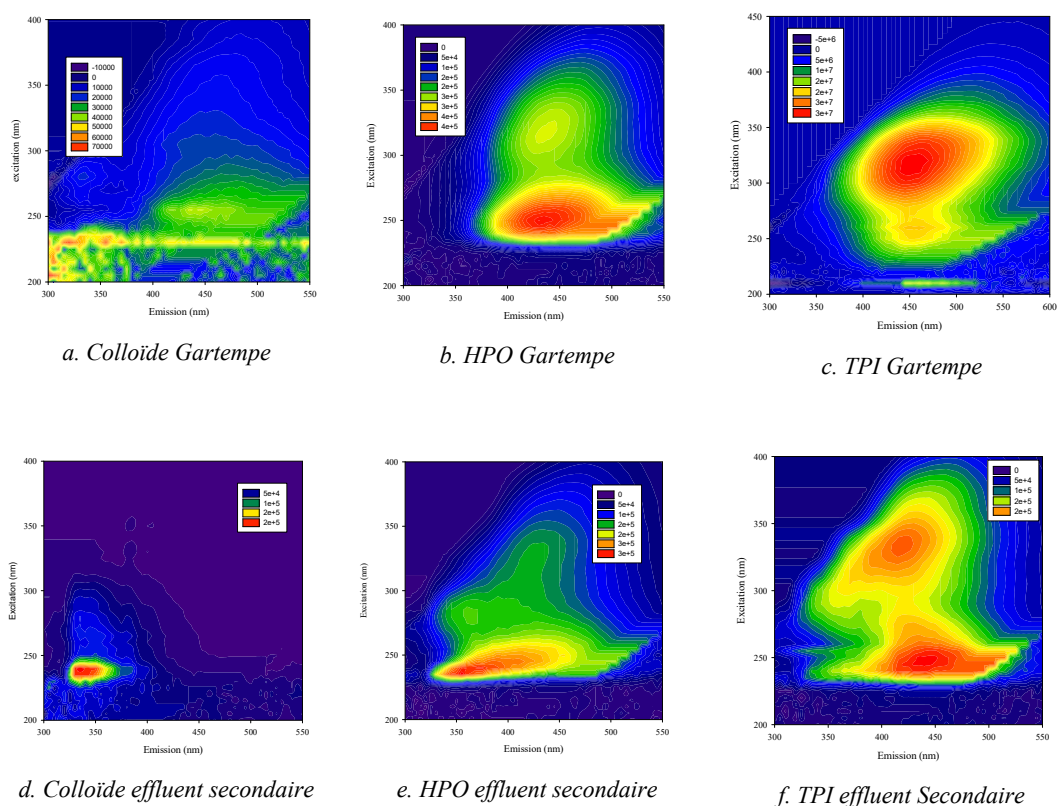 400
350
300
250
200
excitation (nm)
-10000
0
10000
20000
20000
40000
50000
60000
70000
300 350 400 450 500 550
Emission (nm)
a. Colloïde Gartempe
400
350
300
250
200
Excitation (nm)
0
5e+4
1e+5
2e+5
2e+5
3e+5
3e+5
4e+5
4e+5
300 350 400 450 500 550
Emission (nm)
b. HPO Gartempe
450
400
350
300
250
200
Excitation (nm)
-5e+6
0
5e+6
1e+7
2e+7
2e+7
3e+7
3e+7
300 350 400 450 500 550 600
Emission (nm)
c. TPI Gartempe
400
350
300
250
200
Excitation (nm)
5e+4
1e+5
2e+5
2e+5
300 350 400 450 500 550
Emission (nm)
d. Colloïde effluent secondaire
400
350
300
250
200
Excitation (nm)
0
5e+4
1e+5
2e+5
2e+5
3e+5
3e+5
300 350 400 450 500 550
Emission (nm)
e. HPO effluent secondaire
400
350
300
250
200
Excitation (nm)
0
5e+4
1e+5
2e+5
2e+5
300 350 400 450 500 550
Emission (nm)
f. TPI effluent Secondaire